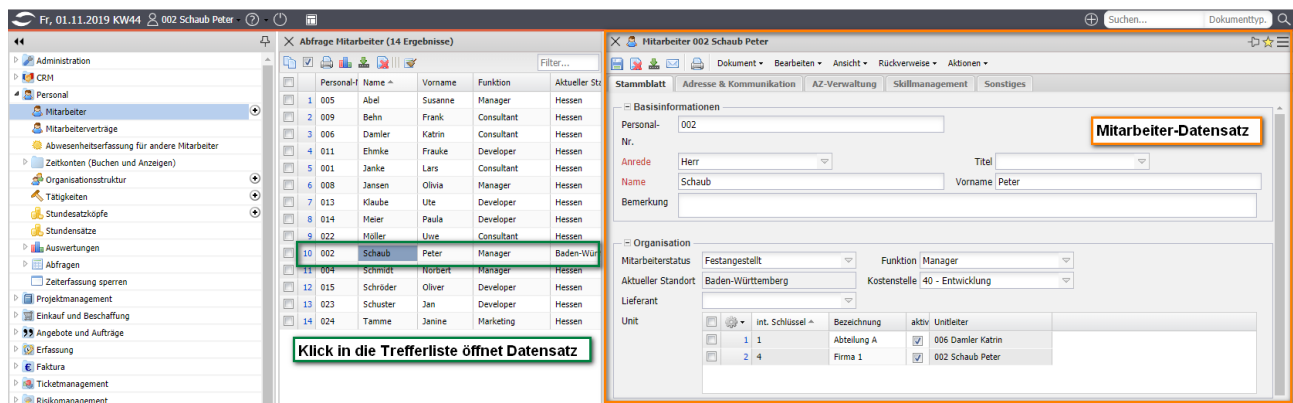 Fr, 01.11.2019 KW44 002 Schaub Peter
Suchen... Dokumenttyp.
Administration
CRM
Personal
Mitarbeiter
Mitarbeiterverträge
Abwesenheitserfassung für andere Mitarbeiter
Zeitkonten (Buchen und Anzeigen)
Organisationsstruktur
Tätigkeiten
Stundesatzköpfe
Stundensätze
Auswertungen
Abfragen
Zeiterfassung sperren
Projektmanagement
Einkauf und Beschaffung
Angebote und Aufträge
Erfassung
Faktura
Ticketmanagement
Risikomanagement
Abfrage Mitarbeiter (14 Ergebnisse)
Filter...
Personal-N Name Vorname Funktion Aktueller Sta
1 005 Abel Susanne Manager Hessen
2 009 Behn Frank Consultant Hessen
3 006 Damler Katrin Consultant Hessen
4 011 Ehmke Frauke Developer Hessen
5 001 Janke Lars Consultant Hessen
6 008 Jansen Olivia Manager Hessen
7 013 Klaube Ute Developer Hessen
8 014 Meier Paula Developer Hessen
9 022 Möller Uwe Consultant Hessen
10 002 Schaub Peter Manager Baden-Wür
11 004 Schmidt Norbert Manager Hessen
12 015 Schröder Oliver Developer Hessen
13 023 Schuster Jan Developer Hessen
14 024 Tamme Janine Marketing Hessen
Klick in die Trefferliste öffnet Datensatz
Mitarbeiter 002 Schaub Peter
Dokument Bearbeiten Ansicht Rückverweise Aktionen
Stammblatt Adresse & Kommunikation AZ-Verwaltung Skillmanagement Sonstiges
Basisinformationen
Personal-Nr. 002
Mitarbeiter-Datensatz
Anrede Herr Titel
Name Schaub Vorname Peter
Bemerkung
Organisation
Mitarbeiterstatus Festangestellt Funktion Manager
Aktueller Standort Baden-Württemberg Kostenstelle 40 - Entwicklung
Lieferant
Unit int. Schlüssel Bezeichnung aktiv Unitleiter
1 1 Abteilung A 006 Damler Katrin
2 4 Firma 1 002 Schaub Peter